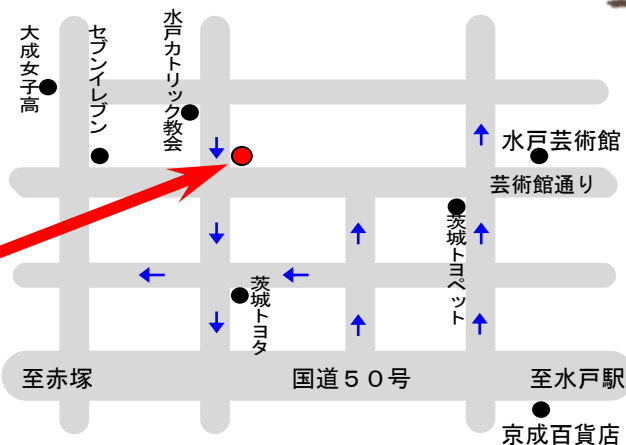 大成女子高
セブンイレブン
水戸カトリック教会
水戸芸術館
芸術館通り
茨城トヨペット
茨城トヨタ
至赤塚
国道５０号
至水戸駅
京成百貨店